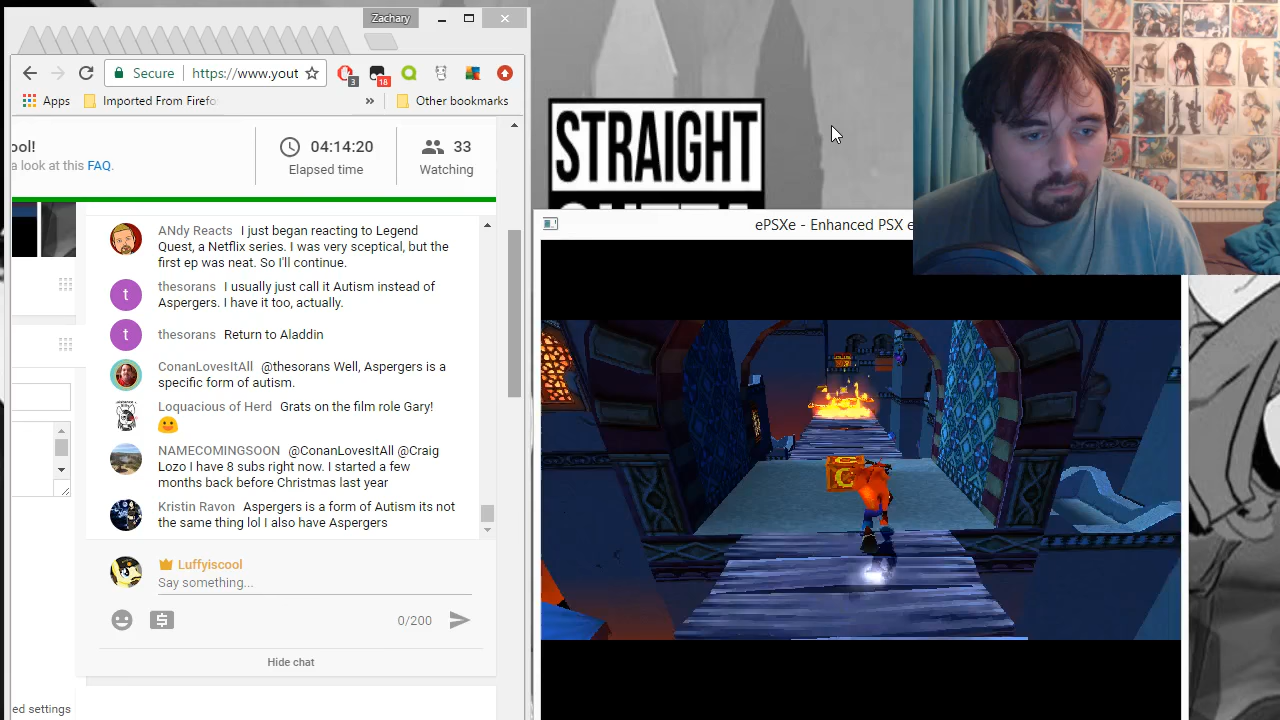 Zachary
Secure https://www.yout
3
18
Apps Imported From Firefo » Other bookmarks
ool!
a look at this FAQ.
04:14:20
Elapsed time
33
Watching
ANdy Reacts I just began reacting to Legend
Quest, a Netflix series. I was very sceptical, but the
first ep was neat. So I'll continue.
t thesorans I usually just call it Autism instead of
Aspergers. I have it too, actually.
t thesorans Return to Aladdin
ConanLovesItAll @thesorans Well, Aspergers is a
specific form of autism.
Loquacious of Herd Grats on the film role Gary!
NAMECOMINGSOON @ConanLovesItAll @Craig
ozo I have 8 subs right now. I started a few
months back before Christmas last year
Kristin Ravon Aspergers is a form of Autism its not
the same thing lol I also have Aspergers
Luffyiscool
Say something...
0/200
Hide chat
ed settings
STRAIGHT
ePSXe - Enhanced PSX e